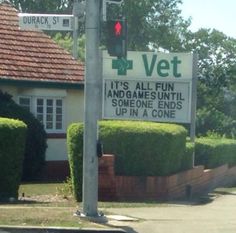 DURACK ST
Vet
IT'S ALL FUN
AND GAMES UNTIL
SOMEONE ENDS
UP IN A CONE